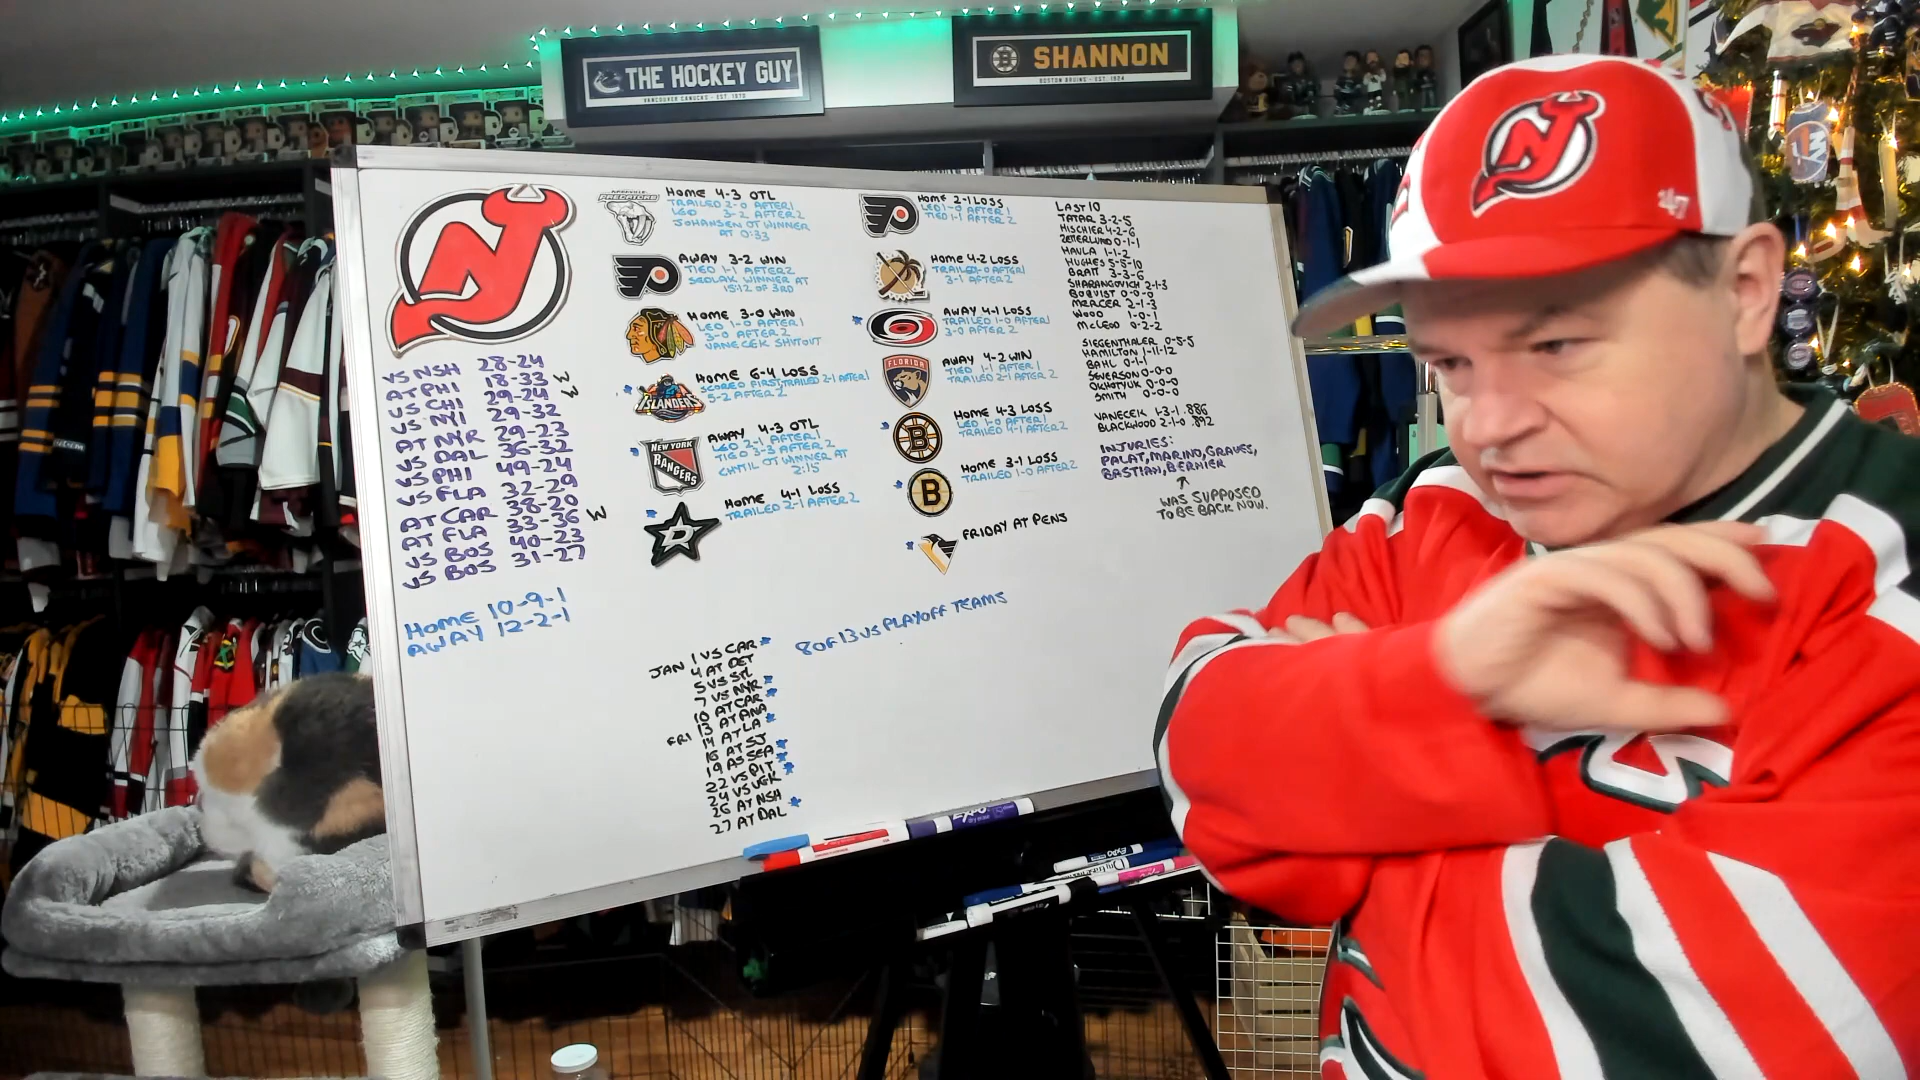 THE HOCKEY GUY
VANCOUVER CANUCKS - EST. 1970
SHANNON
BOSTON BRUINS - EST. 1924
VS NSH 28-24
AT PHI 18-33
VS CHI 29-24
VS NYI 29-32
AT NYR 29-23
VS DAL 36-32
VS PHI 49-24
VS FLA 32-29
AT CAR 38-20
AT FLA 33-36
VS BOS 40-23
VS BOS 31-27
HOME 10-9-1
AWAY 12-2-1
PREDATORS
HOME 4-3 OTL
TRAILED 2-0 AFTER 1
LED 3-2 AFTER 2
JOHANSEN OT WINNER
AT 0:33
AWAY 3-2 WIN
TIED 1-1 AFTER 2
SEDLAK WINNER AT
15:12 OF 3RD
HOME 3-0 WIN
LED 1-0 AFTER 1
3-0 AFTER 2
VANECEK SHUTOUT
ISLANDERS
HOME 6-4 LOSS
SCORED FIRST, TRAILED 2-1 AFTER 1
5-2 AFTER 2
NEW YORK
RANGERS
AWAY 4-3 OTL
LED 2-1 AFTER 1
TIED 3-3 AFTER 2
CHYTIL OT WINNER AT
2:15
HOME 4-1 LOSS
TRAILED 2-1 AFTER 2
HOME 2-1 LOSS
LED 1-0 AFTER 1
TIED 1-1 AFTER 2
HOME 4-2 LOSS
TRAILED 1-0 AFTER 1
3-1 AFTER 2
AWAY 4-1 LOSS
TRAILED 1-0 AFTER 1
3-0 AFTER 2
FLORIDA
AWAY 4-2 WIN
TIED 1-1 AFTER 1
TRAILED 2-1 AFTER 2
HOME 4-3 LOSS
LED 1-0 AFTER 1
TRAILED 4-1 AFTER 2
HOME 3-1 LOSS
TRAILED 1-0 AFTER 2
FRIDAY AT PENS
LAST 10
TATAR 3-2-5
HISCHIER 4-2-6
ZETTERLUND 0-1-1
HAULA 1-1-2
HUGHES 5-5-10
BRATT 3-3-6
SHARANGOVICH 2-1-3
BOQVIST 0-0-0
MERCER 2-1-3
WOOD 1-0-1
MCLEOD 0-2-2
SIEGENTHALER 0-5-5
HAMILTON 1-11-12
BAHL 0-1-1
SEVERSON 0-0-0
OKHOTYUK 0-0-0
SMITH 0-0-0
VANECEK 1-3-1 .886
BLACKWOOD 2-1-0 .892
INJURIES:
PALAT, MARINO, GRAVES,
BASTIAN, BERNIER
WAS SUPPOSED
TO BE BACK NOW.
8 OF 13 VS PLAYOFF TEAMS
JAN 1 VS CAR
4 AT DET
5 VS STL
7 VS NYR
10 AT CAR
FRI 13 AT ANA
14 AT LA
16 AT SJ
19 AS SEA
22 VS PIT
24 VS VGK
26 AT NSH
27 AT DAL
EXPO
EXPO
'47